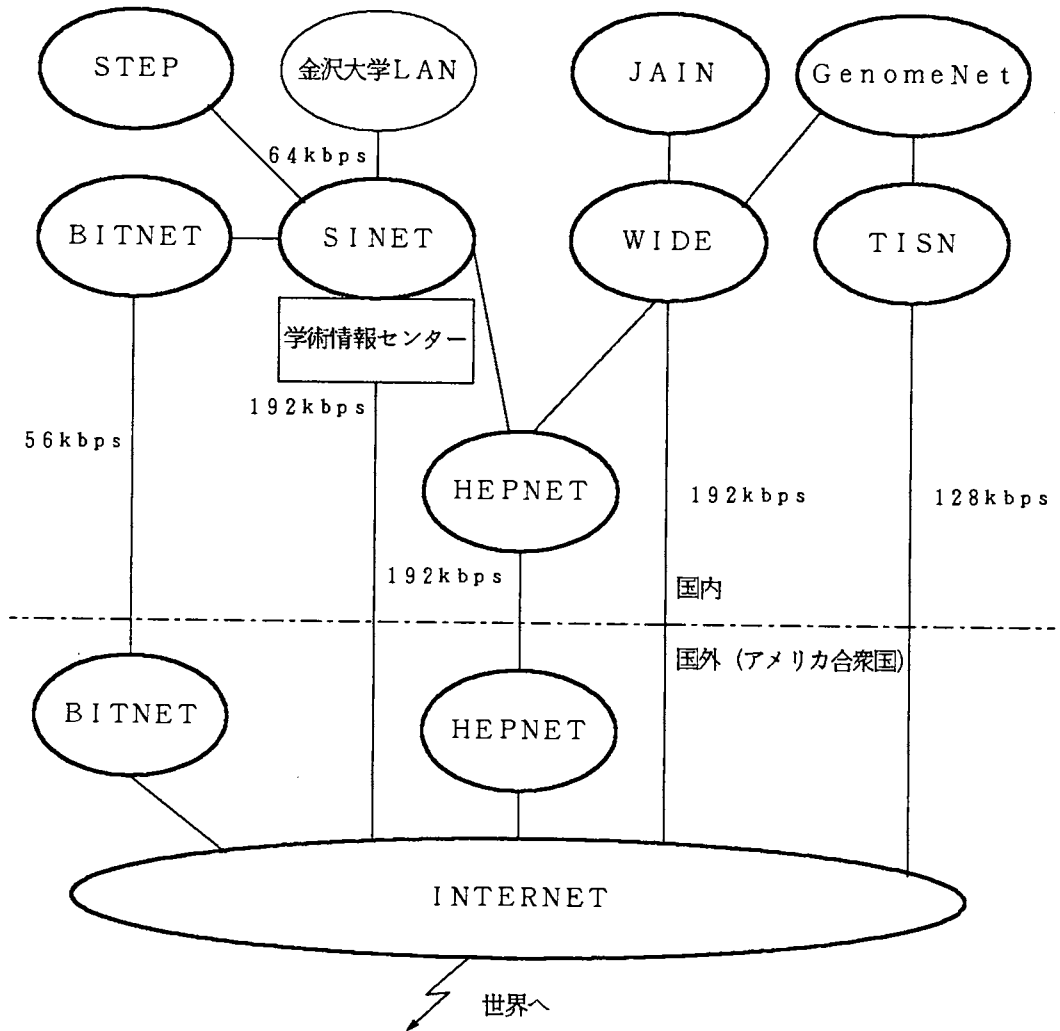 STEP
金沢大学LAN
JAIN
GenomeNet
64kbps
BITNET
SINET
WIDE
TISN
学術情報センター
192kbps
56kbps
HEPNET
192kbps
128kbps
192kbps
国内
国外(アメリカ合衆国)
BITNET
HEPNET
INTERNET
世界へ